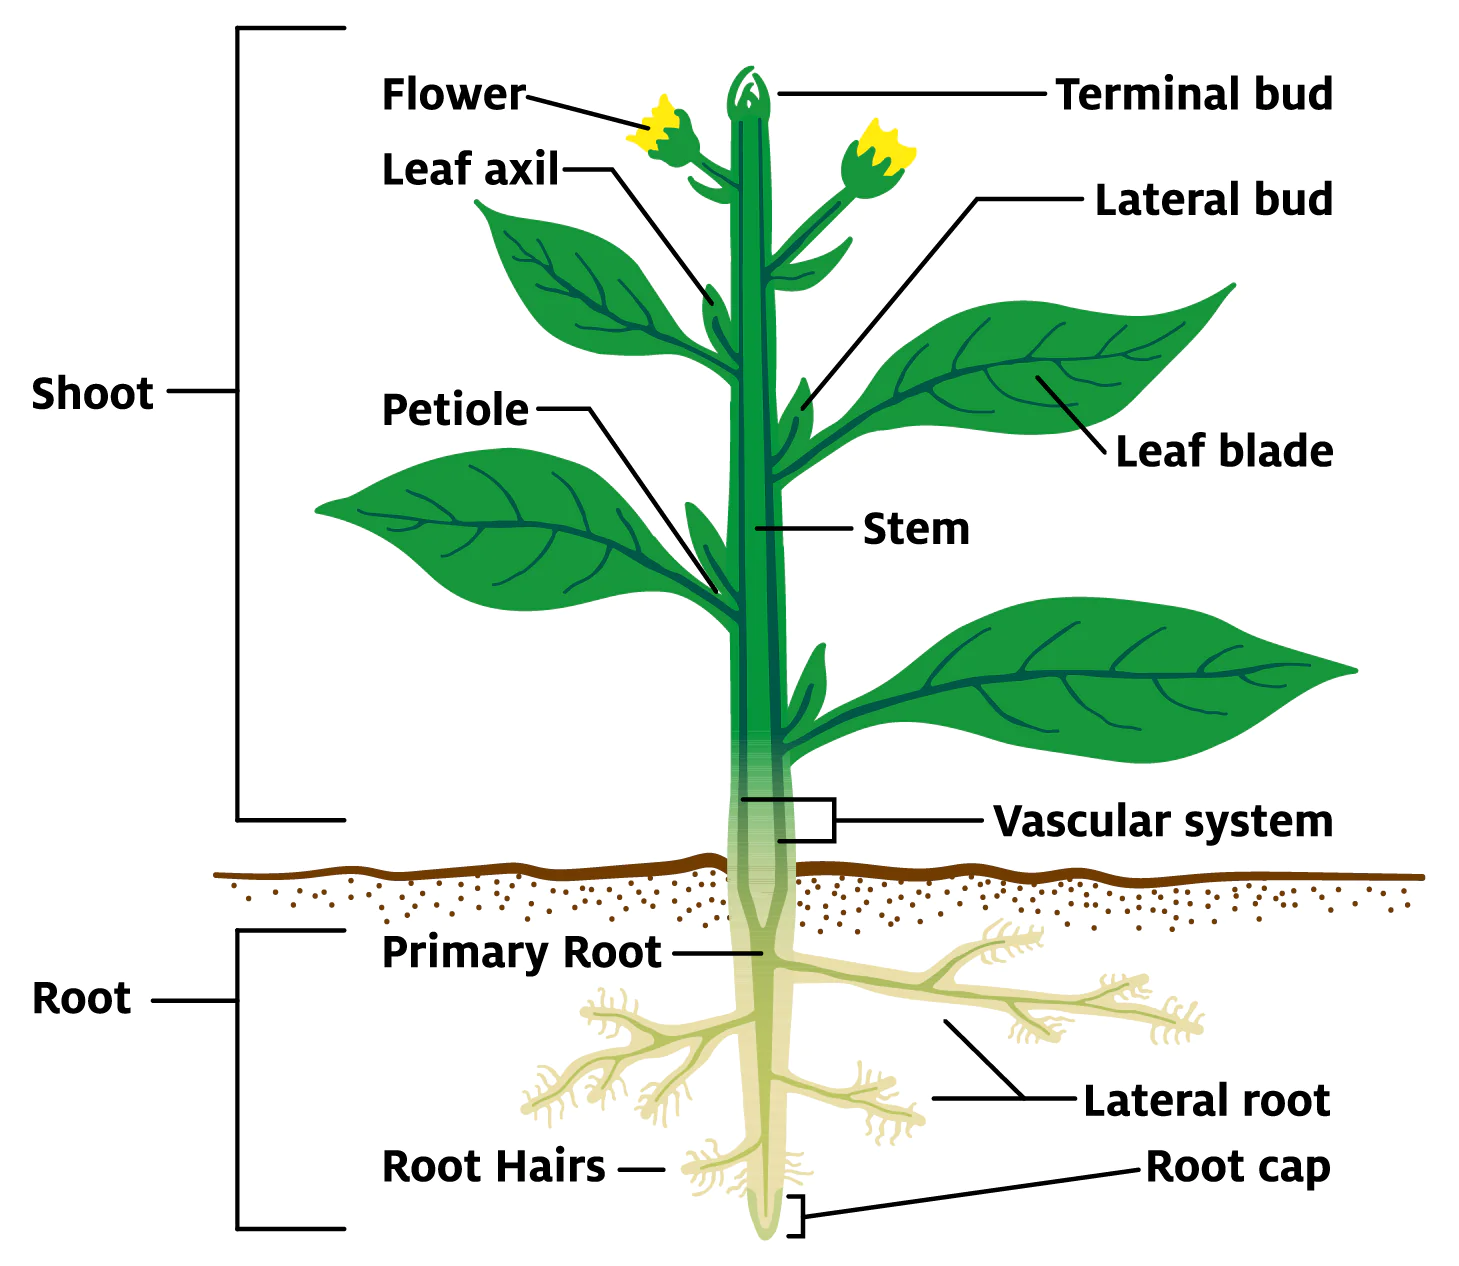 Flower
Terminal bud
Leaf axil
Lateral bud
Shoot
Petiole
Leaf blade
Stem
Vascular system
Primary Root
Root
Lateral root
Root Hairs
Root cap